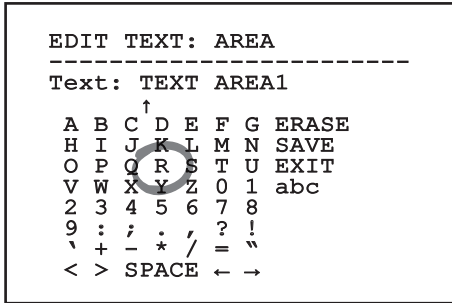 EDIT TEXT: AREA
------------------------
Text: TEXT AREA1
↑
A B C D E F G ERASE
H I J K L M N SAVE
O P Q R S T U EXIT
V W X Y Z 0 1 abc
2 3 4 5 6 7 8
9 : ; . , ? !
‵ + - * / = ‶
< > SPACE ← →